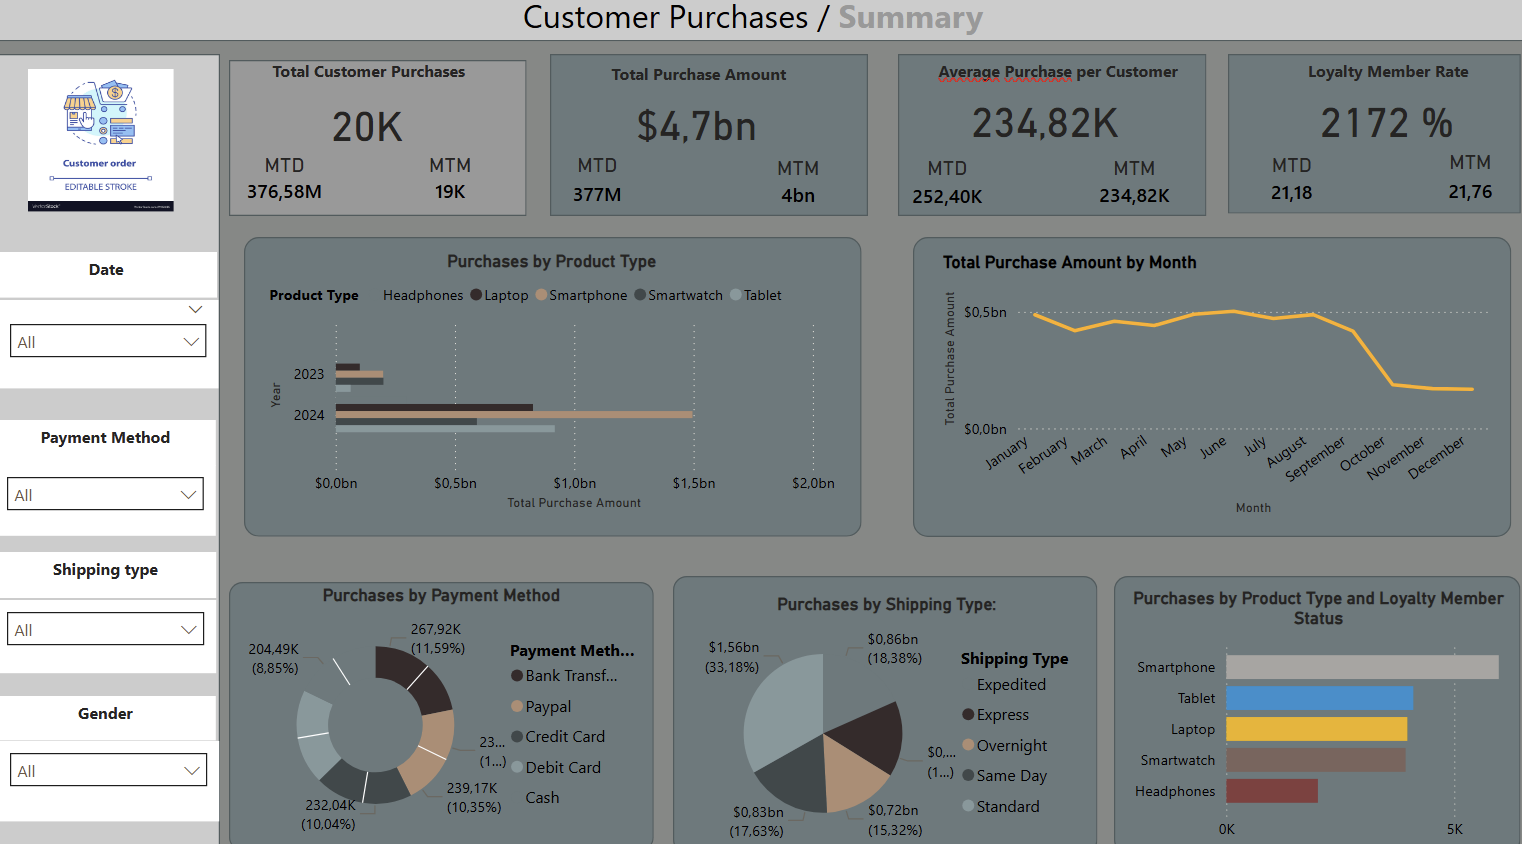 Customer Purchases / Summary
Customer order
EDITABLE STROKE
Date
All
Payment Method
All
Shipping type
All
Gender
All
Total Customer Purchases
20K
MTD MTM
376,58M 19K
Total Purchase Amount
$4,7bn
MTD MTM
377M 4bn
Average Purchase per Customer
234,82K
MTD MTM
252,40K 234,82K
Loyalty Member Rate
2172 %
MTD MTM
21,18 21,76
Purchases by Product Type
Product Type Headphones Laptop Smartphone Smartwatch Tablet
Year
2023
2024
$0,0bn $0,5bn $1,0bn $1,5bn $2,0bn
Total Purchase Amount
Total Purchase Amount by Month
Total Purchase Amount
$0,5bn
$0,0bn
January February March April May June July August September October November December
Month
Purchases by Payment Method
267,92K
(11,59%)
204,49K
(8,85%)
23...
(1...)
239,17K
(10,35%)
232,04K
(10,04%)
Payment Meth...
Bank Transf...
Paypal
Credit Card
Debit Card
Cash
Purchases by Shipping Type:
$1,56bn
(33,18%)
$0,86bn
(18,38%)
$0,...
(1...)
$0,83bn
(17,63%)
$0,72bn
(15,32%)
Shipping Type
Expedited
Express
Overnight
Same Day
Standard
Purchases by Product Type and Loyalty Member
Status
Smartphone
Tablet
Laptop
Smartwatch
Headphones
0K 5K